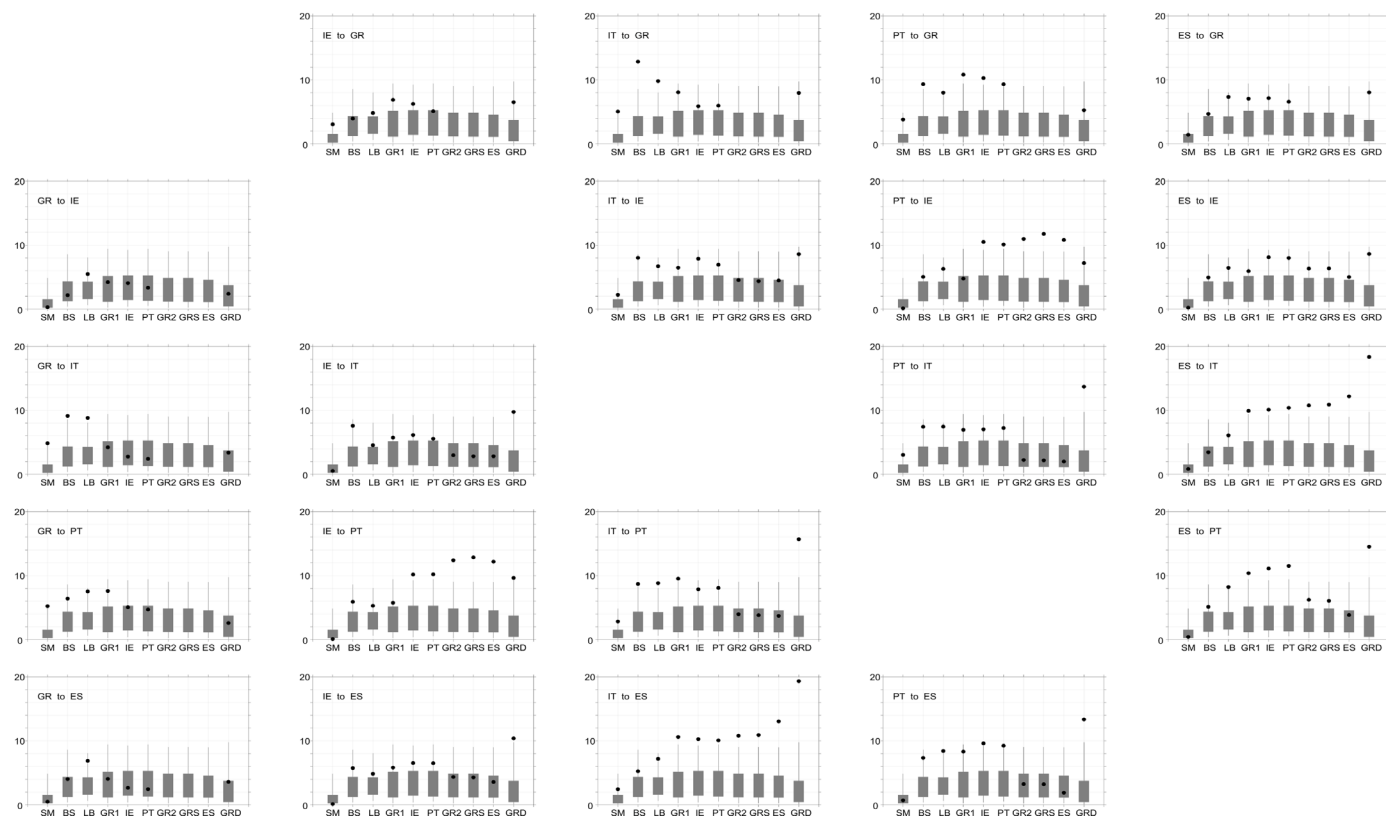 20
IE to GR
10
0
SM BS LB GR1 IE PT GR2 GRS ES GRD
20
IT to GR
10
0
SM BS LB GR1 IE PT GR2 GRS ES GRD
20
PT to GR
10
0
SM BS LB GR1 IE PT GR2 GRS ES GRD
20
ES to GR
10
0
SM BS LB GR1 IE PT GR2 GRS ES GRD
20
GR to IE
10
0
SM BS LB GR1 IE PT GR2 GRS ES GRD
20
IT to IE
10
0
SM BS LB GR1 IE PT GR2 GRS ES GRD
20
PT to IE
10
0
SM BS LB GR1 IE PT GR2 GRS ES GRD
20
ES to IE
10
0
SM BS LB GR1 IE PT GR2 GRS ES GRD
20
GR to IT
10
0
SM BS LB GR1 IE PT GR2 GRS ES GRD
20
IE to IT
10
0
SM BS LB GR1 IE PT GR2 GRS ES GRD
20
PT to IT
10
0
SM BS LB GR1 IE PT GR2 GRS ES GRD
20
ES to IT
10
0
SM BS LB GR1 IE PT GR2 GRS ES GRD
20
GR to PT
10
0
SM BS LB GR1 IE PT GR2 GRS ES GRD
20
IE to PT
10
0
SM BS LB GR1 IE PT GR2 GRS ES GRD
20
IT to PT
10
0
SM BS LB GR1 IE PT GR2 GRS ES GRD
20
ES to PT
10
0
SM BS LB GR1 IE PT GR2 GRS ES GRD
20
GR to ES
10
0
SM BS LB GR1 IE PT GR2 GRS ES GRD
20
IE to ES
10
0
SM BS LB GR1 IE PT GR2 GRS ES GRD
20
IT to ES
10
0
SM BS LB GR1 IE PT GR2 GRS ES GRD
20
PT to ES
10
0
SM BS LB GR1 IE PT GR2 GRS ES GRD